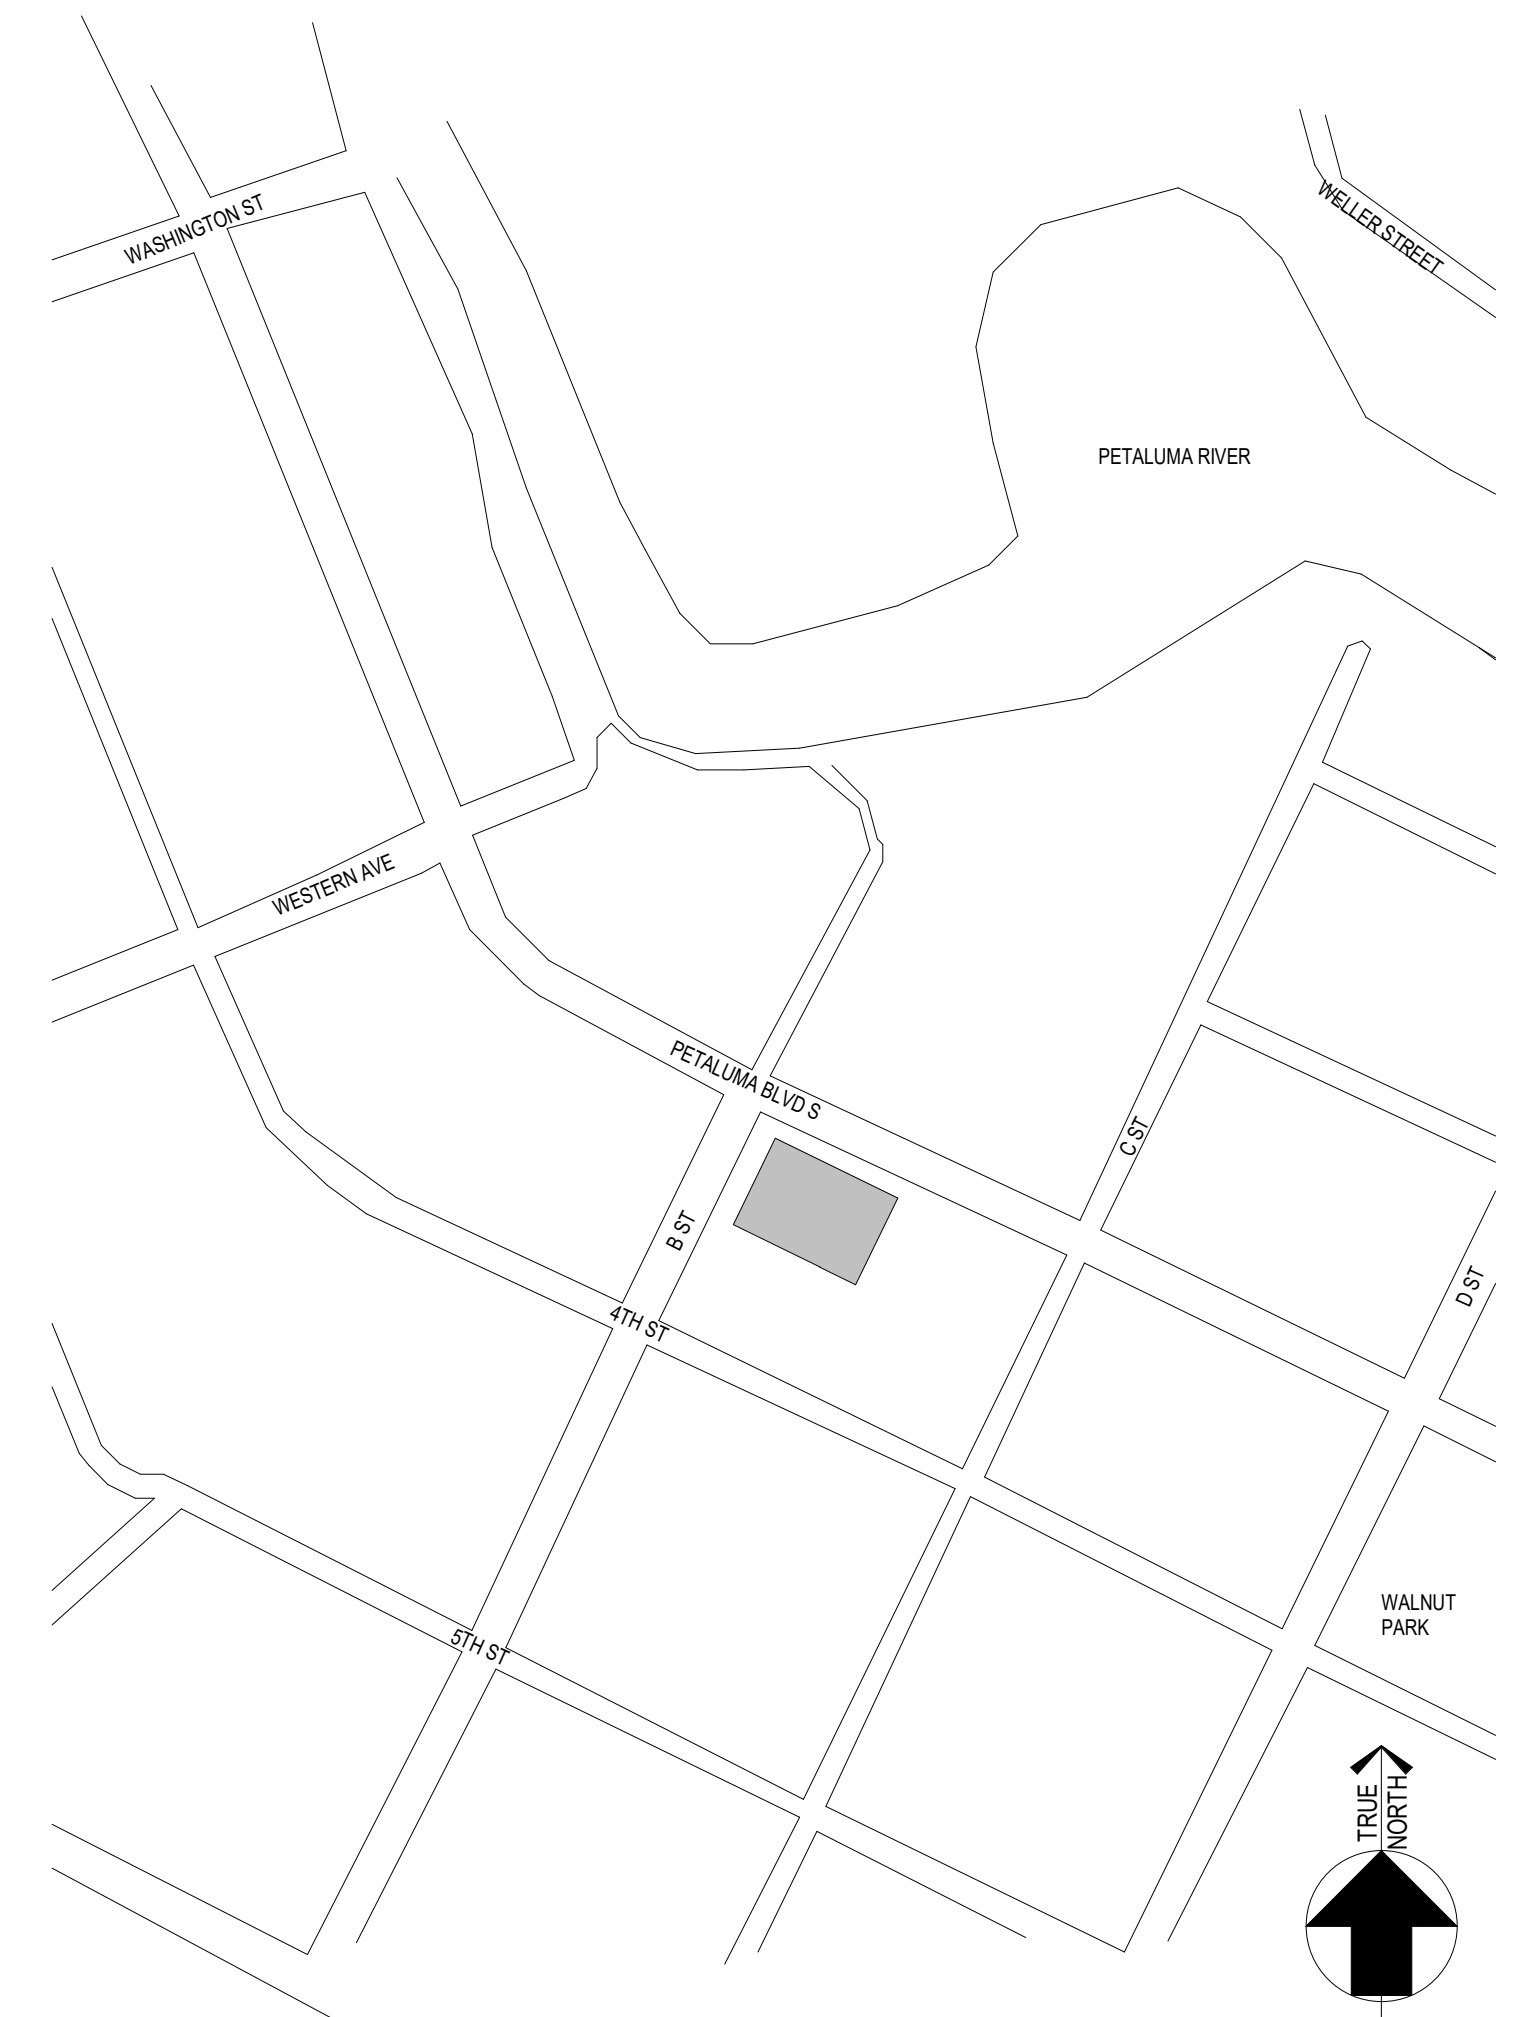 WASHINGTON ST
WELLER STREET
PETALUMA RIVER
WESTERN AVE
PETALUMA BLVD S
C ST
B ST
D ST
4TH ST
WALNUT
PARK
5TH ST
TRUE
NORTH